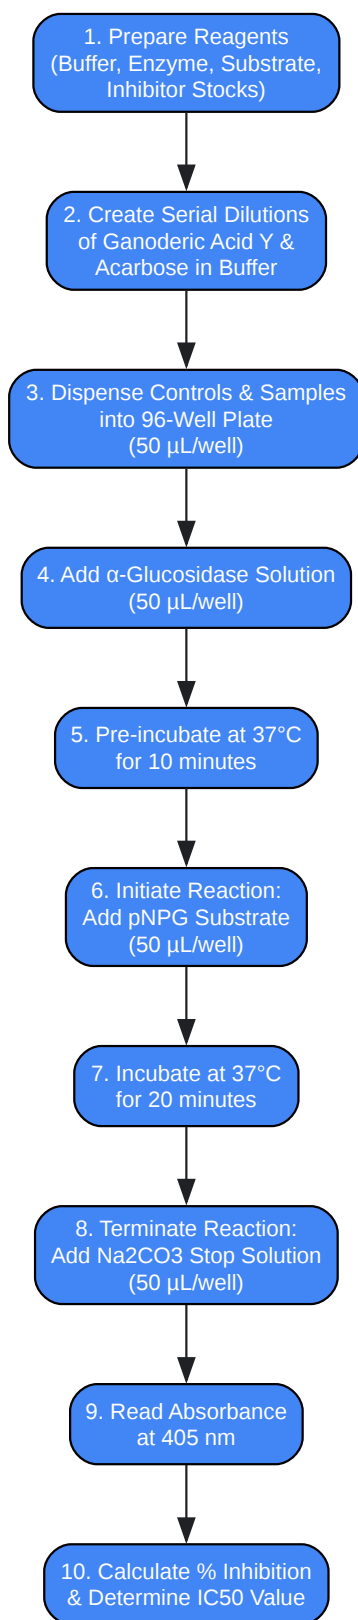 1. Prepare Reagents
(Buffer, Enzyme, Substrate,
Inhibitor Stocks)
2. Create Serial Dilutions
of Ganoderic Acid Y &
Acarbose in Buffer
3. Dispense Controls & Samples
into 96-Well Plate
(50 µL/well)
4. Add α-Glucosidase Solution
(50 µL/well)
5. Pre-incubate at 37°C
for 10 minutes
6. Initiate Reaction:
Add pNPG Substrate
(50 µL/well)
7. Incubate at 37°C
for 20 minutes
8. Terminate Reaction:
Add Na2CO3 Stop Solution
(50 µL/well)
9. Read Absorbance
at 405 nm
10. Calculate % Inhibition
& Determine IC50 Value